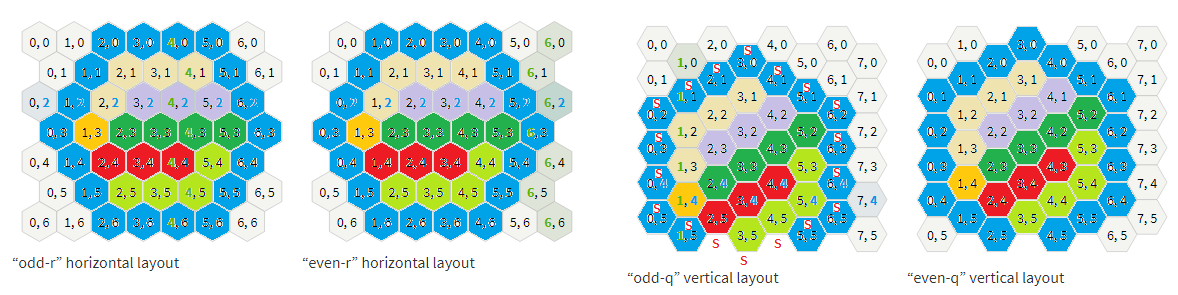 0, 0 1, 0 2, 0 3, 0 4, 0 5, 0 6, 0
0, 1 1, 1 2, 1 3, 1 4, 1 5, 1 6, 1
0, 2 1, 2 2, 2 3, 2 4, 2 5, 2 6, 2
0, 3 1, 3 2, 3 3, 3 4, 3 5, 3 6, 3
0, 4 1, 4 2, 4 3, 4 4, 4 5, 4 6, 4
0, 5 1, 5 2, 5 3, 5 4, 5 5, 5 6, 5
0, 6 1, 6 2, 6 3, 6 4, 6 5, 6 6, 6
“odd-r” horizontal layout
0, 0 1, 0 2, 0 3, 0 4, 0 5, 0 6, 0
0, 1 1, 1 2, 1 3, 1 4, 1 5, 1 6, 1
0, 2 1, 2 2, 2 3, 2 4, 2 5, 2 6, 2
0, 3 1, 3 2, 3 3, 3 4, 3 5, 3 6, 3
0, 4 1, 4 2, 4 3, 4 4, 4 5, 4 6, 4
0, 5 1, 5 2, 5 3, 5 4, 5 5, 5 6, 5
0, 6 1, 6 2, 6 3, 6 4, 6 5, 6 6, 6
“even-r” horizontal layout
0, 0 2, 0 4, 0 6, 0
S
1, 0 3, 0 5, 0 7, 0
S S
0, 1 2, 1 4, 1 6, 1
S S
1, 1 3, 1 5, 1 7, 1
S S
0, 2 2, 2 4, 2 6, 2
1, 2 3, 2 5, 2 7, 2
S S
0, 3 2, 3 4, 3 6, 3
1, 3 3, 3 5, 3 7, 3
S S
0, 4 2, 4 4, 4 6, 4
1, 4 3, 4 5, 4 7, 4
S S
0, 5 2, 5 4, 5 6, 5
S S
1, 5 3, 5 5, 5 7, 5
S S
S
“odd-q” vertical layout
1, 0 3, 0 5, 0 7, 0
0, 0 2, 0 4, 0 6, 0
1, 1 3, 1 5, 1 7, 1
0, 1 2, 1 4, 1 6, 1
1, 2 3, 2 5, 2 7, 2
0, 2 2, 2 4, 2 6, 2
1, 3 3, 3 5, 3 7, 3
0, 3 2, 3 4, 3 6, 3
1, 4 3, 4 5, 4 7, 4
0, 4 2, 4 4, 4 6, 4
1, 5 3, 5 5, 5 7, 5
0, 5 2, 5 4, 5 6, 5
“even-q” vertical layout